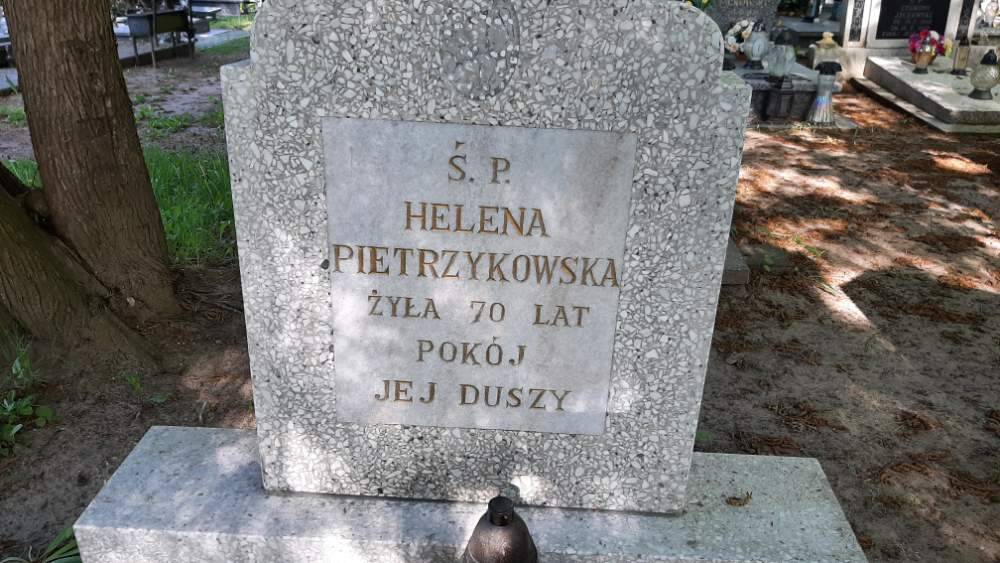 Ś. P.
HELENA
PIETRZYKOWSKA
ŻYŁA 70 LAT
POKÓJ
JEJ DUSZY